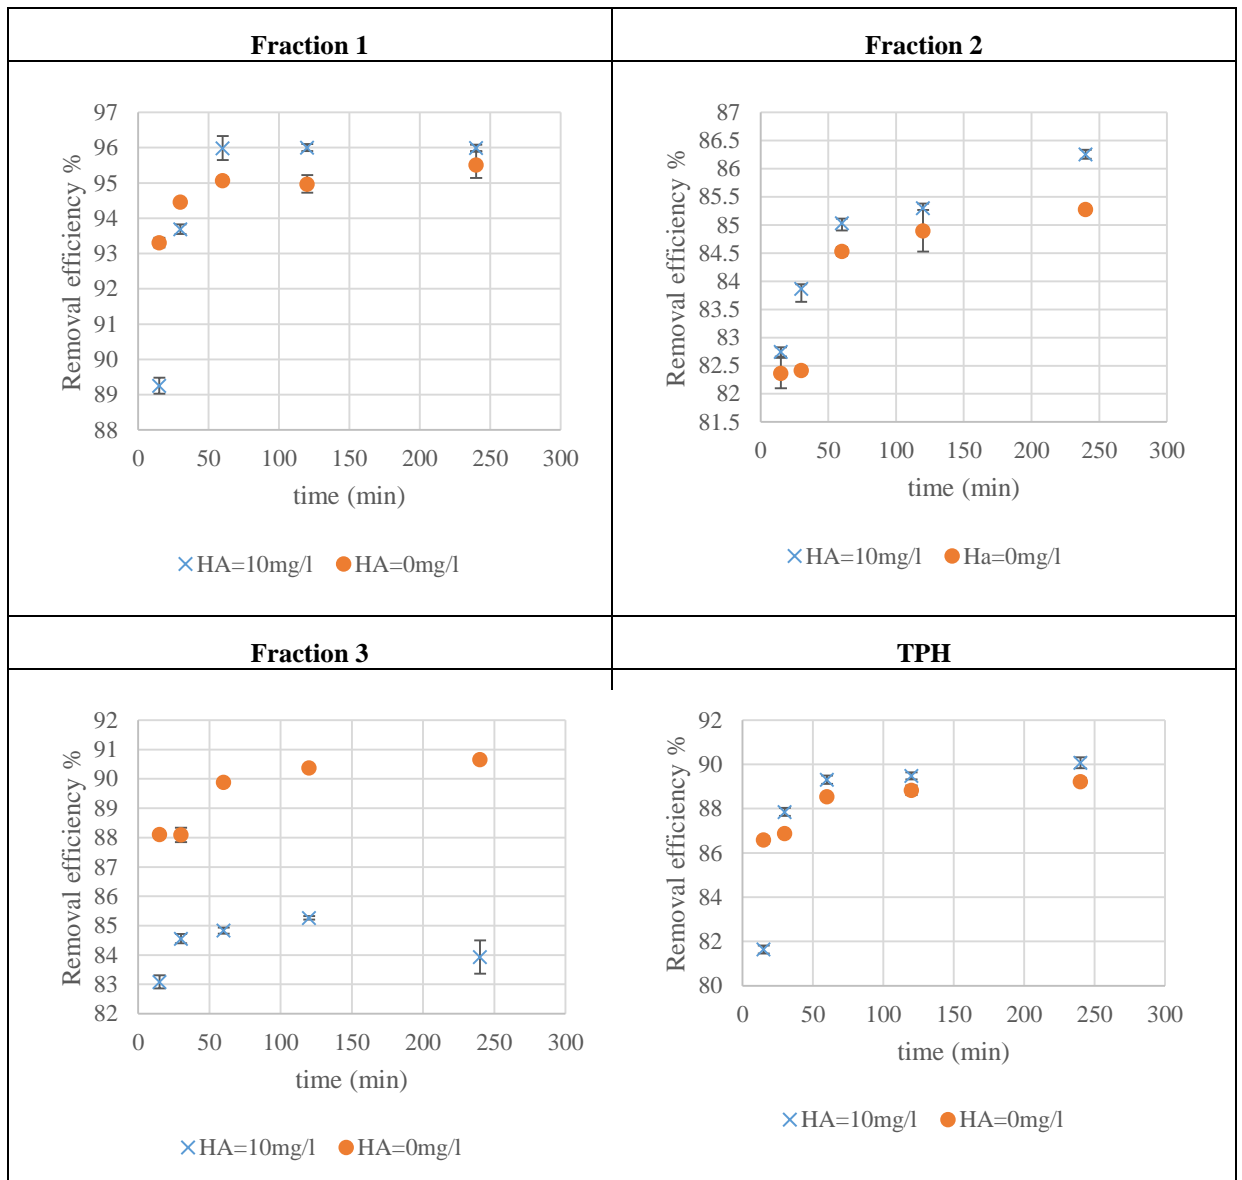 Fraction 1
Fraction 2
97
96
95
94
93
92
91
90
89
88
Removal efficiency %
0 50 100 150 200 250 300
time (min)
HA=10mg/l HA=0mg/l
87
86.5
86
85.5
85
84.5
84
83.5
83
82.5
82
81.5
Removal efficiency %
0 50 100 150 200 250 300
time (min)
HA=10mg/l Ha=0mg/l
Fraction 3
TPH
92
91
90
89
88
87
86
85
84
83
82
Removal efficiency %
0 50 100 150 200 250 300
time (min)
HA=10mg/l HA=0mg/l
92
90
88
86
84
82
80
Removal efficiency %
0 50 100 150 200 250 300
time (min)
HA=10mg/l HA=0mg/l